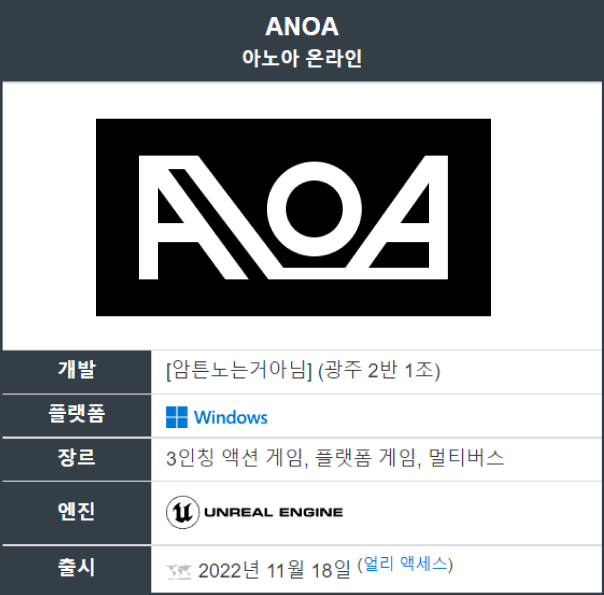 ANOA
아노아 온라인
ANOA
개발 [암튼노는거아님] (광주 2반 1조)
플랫폼 Windows
장르 3인칭 액션 게임, 플랫폼 게임, 멀티버스
엔진 UNREAL ENGINE
출시 2022년 11월 18일 (얼리 액세스)